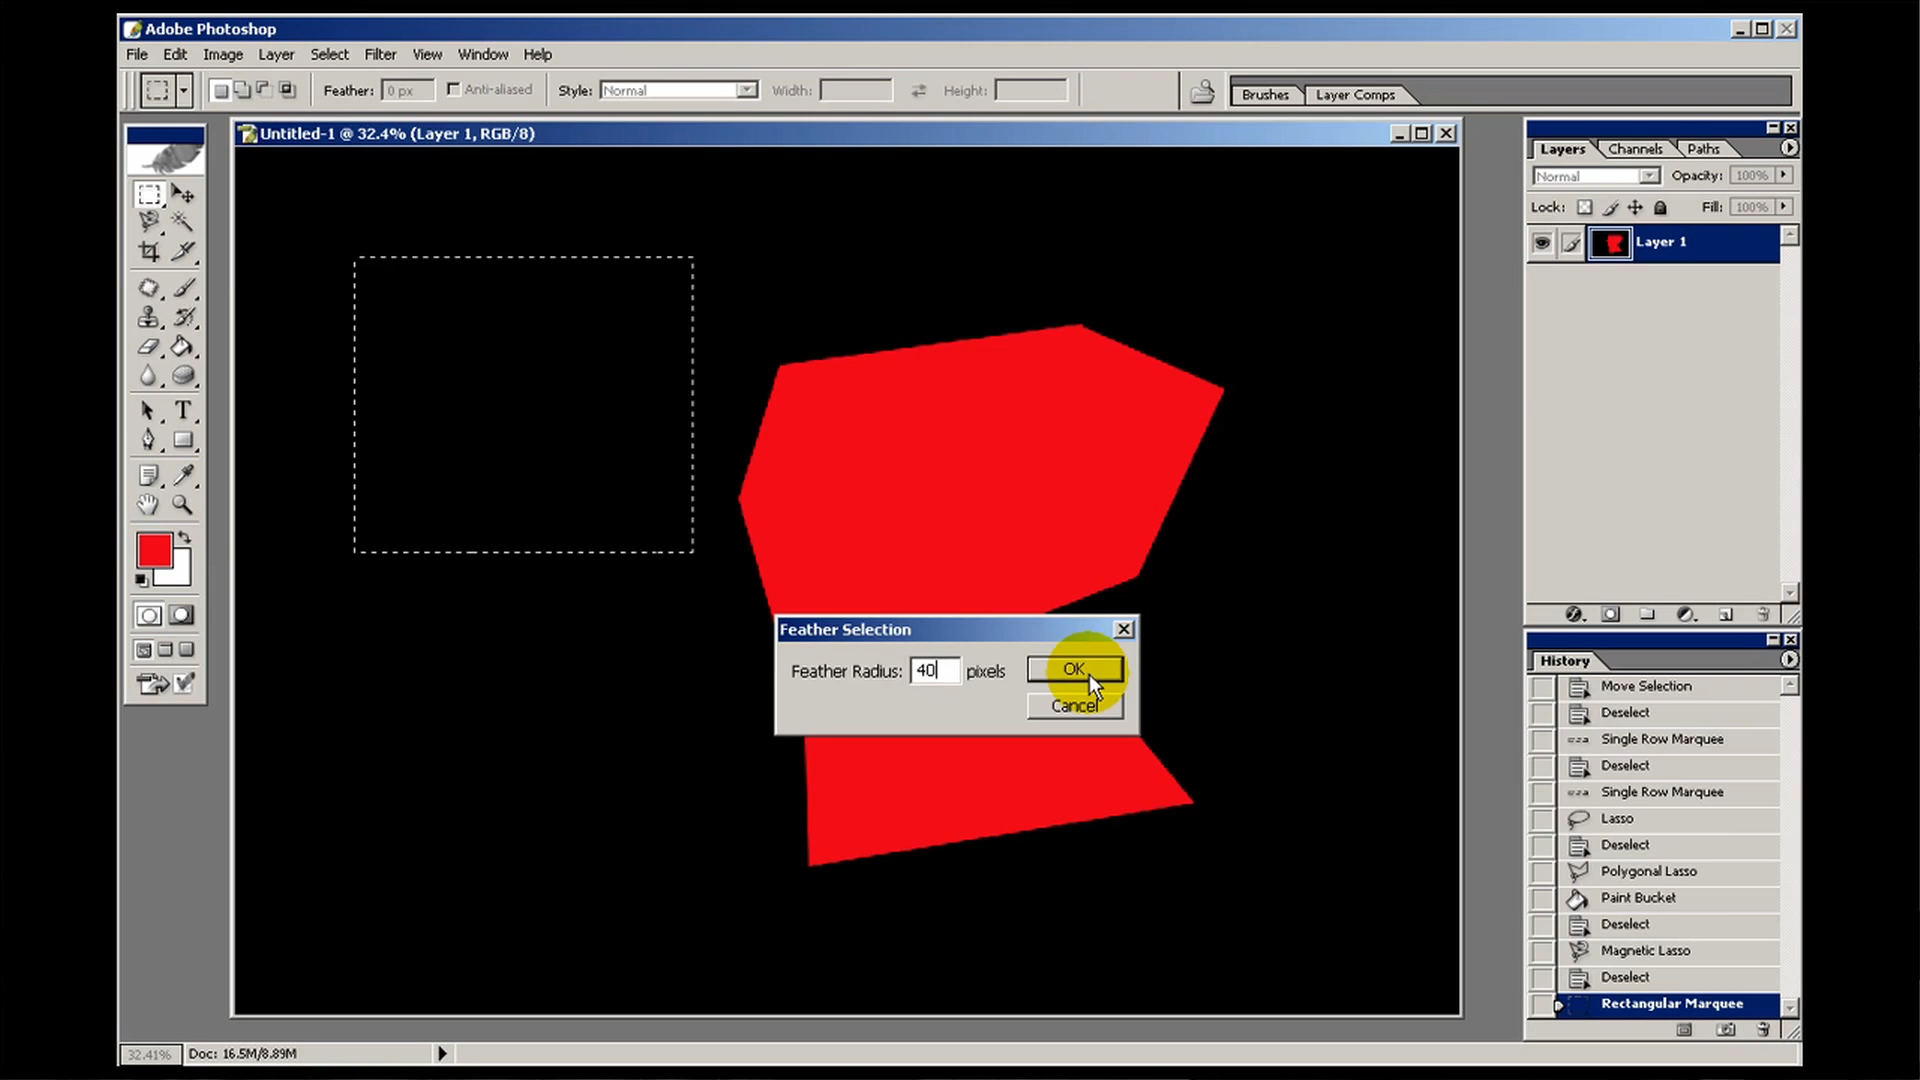 Adobe Photoshop
File Edit Image Layer Select Filter View Window Help
Feather: 0 px Anti-aliased Style: Normal Width: Height: Brushes Layer Comps
Untitled-1 @ 32.4% (Layer 1, RGB/8)
Layers Channels Paths
Normal Opacity: 100%
Lock: Fill: 100%
Layer 1
T
Feather Selection
Feather Radius: 40 pixels OK
Cancel
History
Move Selection
Deselect
Single Row Marquee
Deselect
Single Row Marquee
Lasso
Deselect
Polygonal Lasso
Paint Bucket
Deselect
Magnetic Lasso
Deselect
Rectangular Marquee
32.41% Doc: 16.5M/8.89M